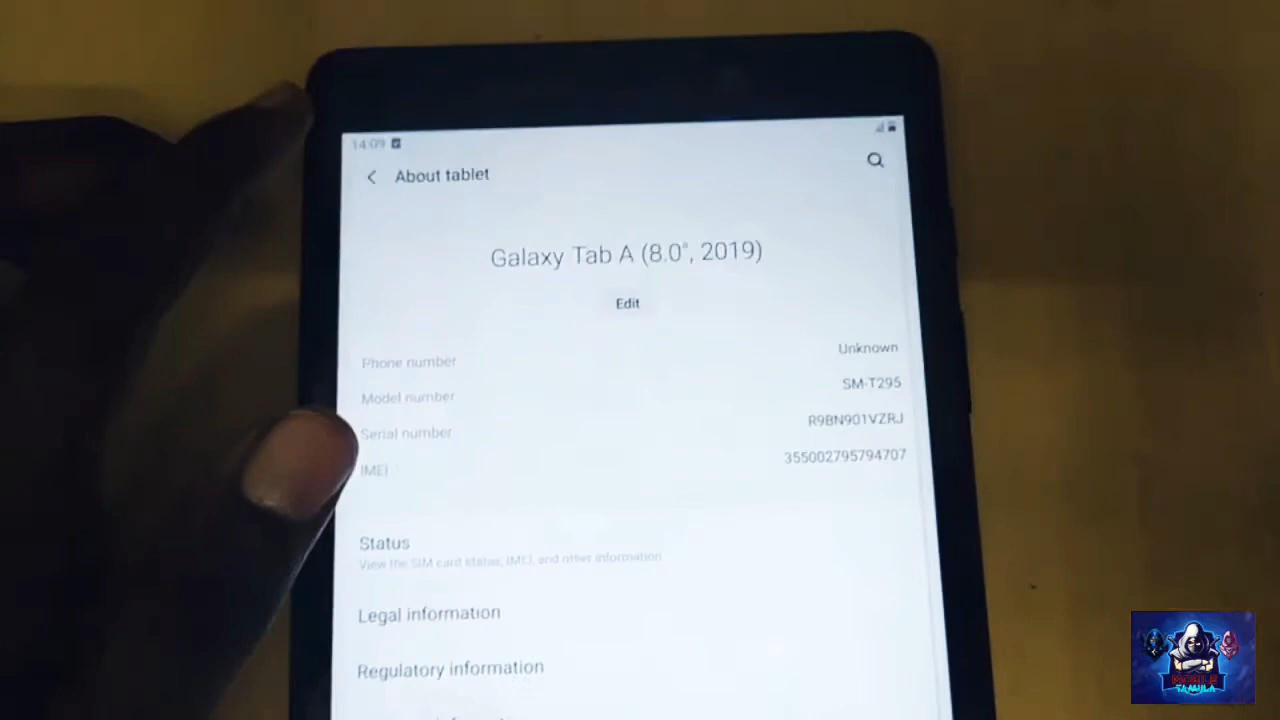 14:09
About tablet
Galaxy Tab A (8.0", 2019)
Edit
Phone number Unknown
Model number SM-T295
Serial number R9BN901VZRJ
IMEI 355002795794707
Status
View the SIM card status, IMEI, and other information
Legal information
Regulatory information
MOBILE